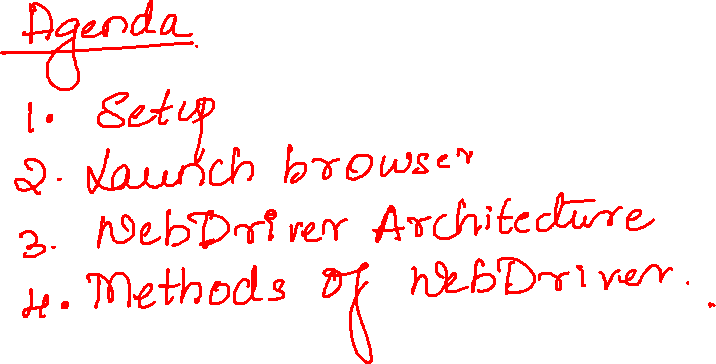 Agenda
1. Setup
2. Launch browser
3. WebDriver Architecture
4. Methods of WebDriver.